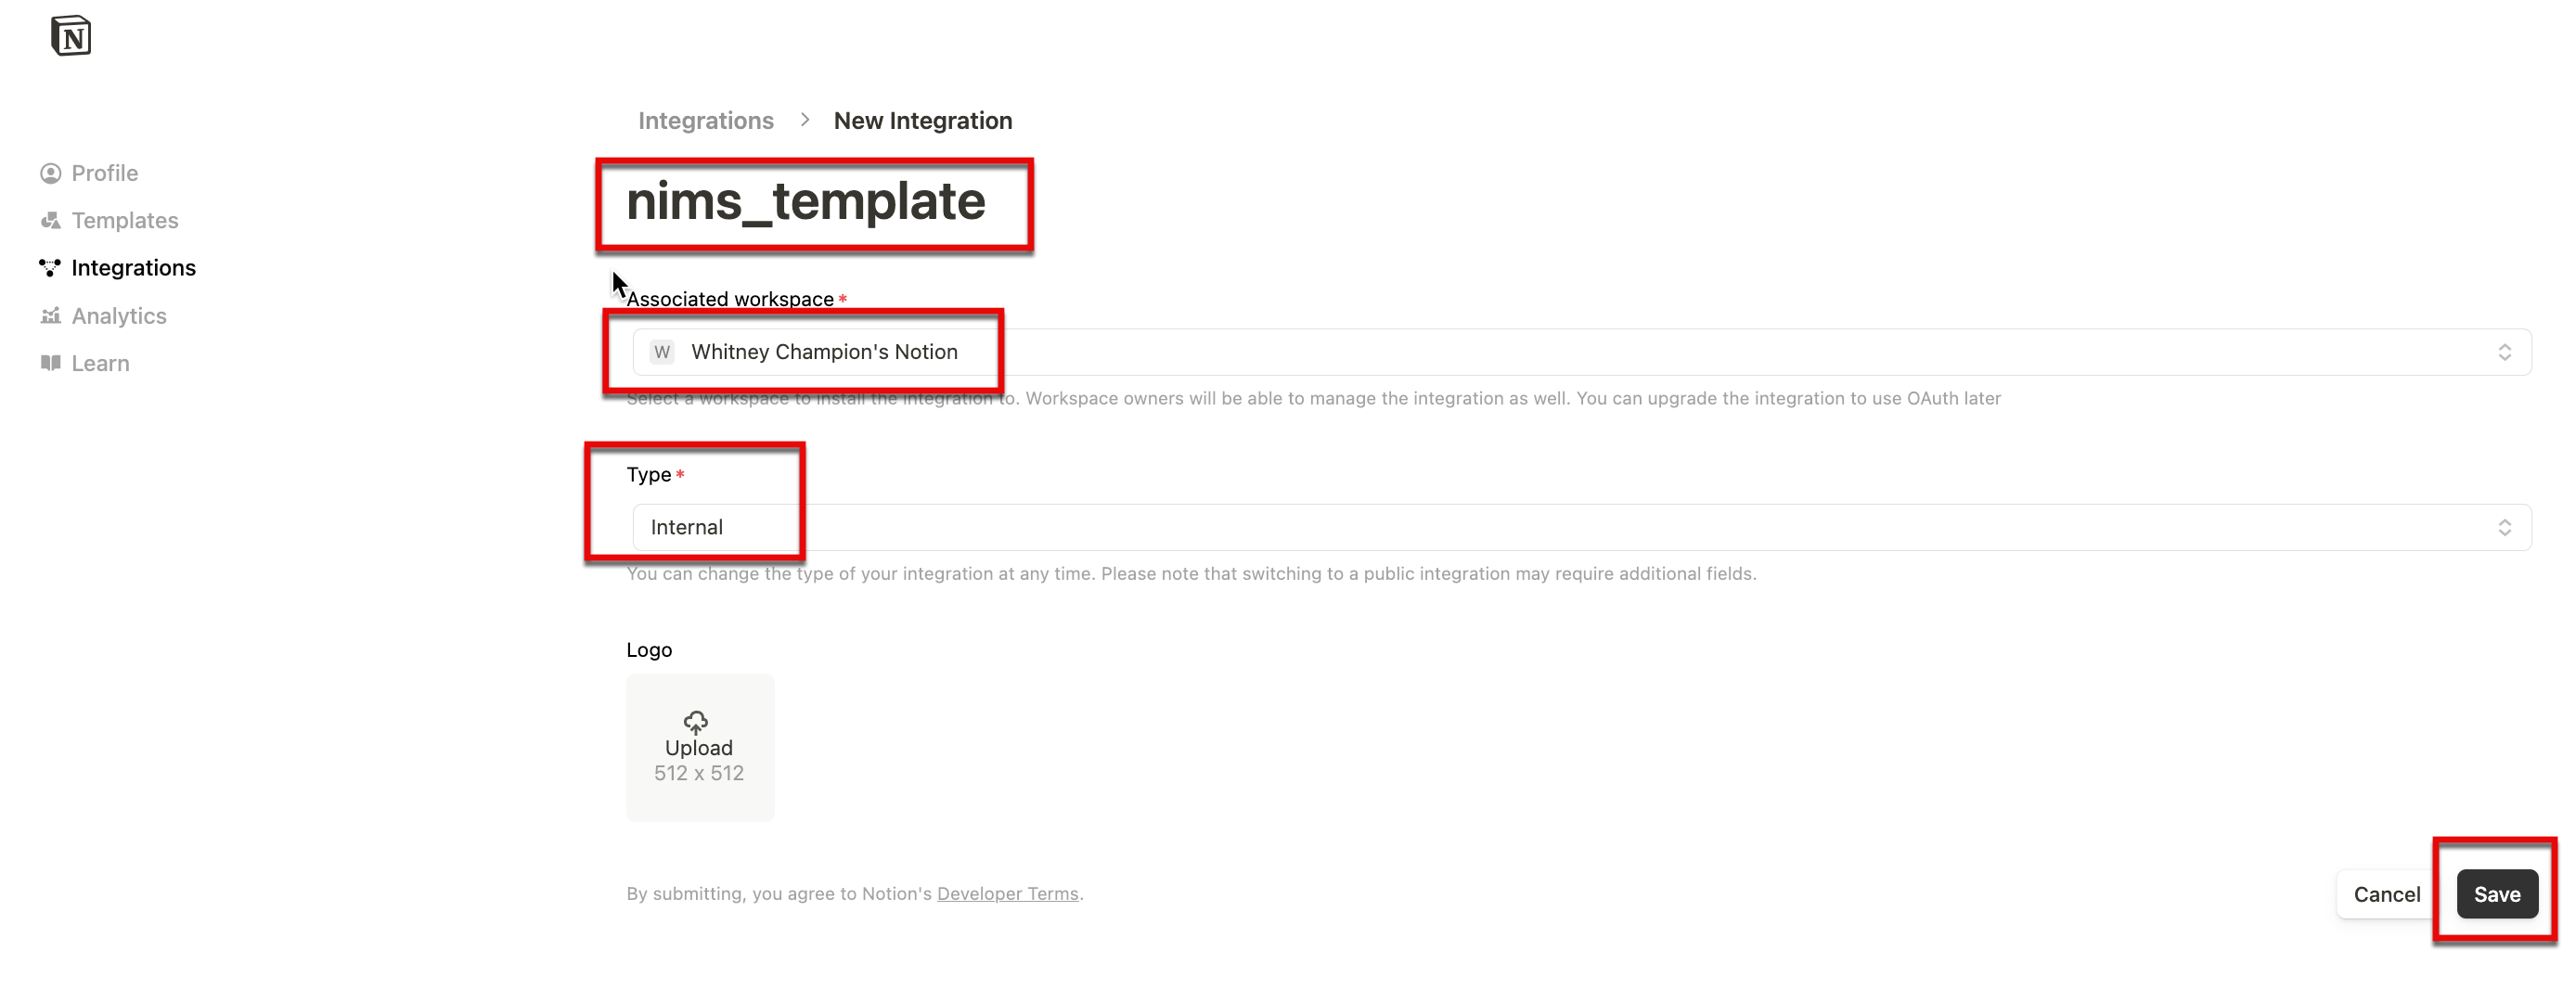 N
Integrations > New Integration
Profile
Templates
Integrations
Analytics
Learn
nims_template
Associated workspace *
W Whitney Champion's Notion
Select a workspace to install the integration to. Workspace owners will be able to manage the integration as well. You can upgrade the integration to use OAuth later
Type *
Internal
You can change the type of your integration at any time. Please note that switching to a public integration may require additional fields.
Logo
Upload
512 x 512
By submitting, you agree to Notion's Developer Terms.
Cancel
Save